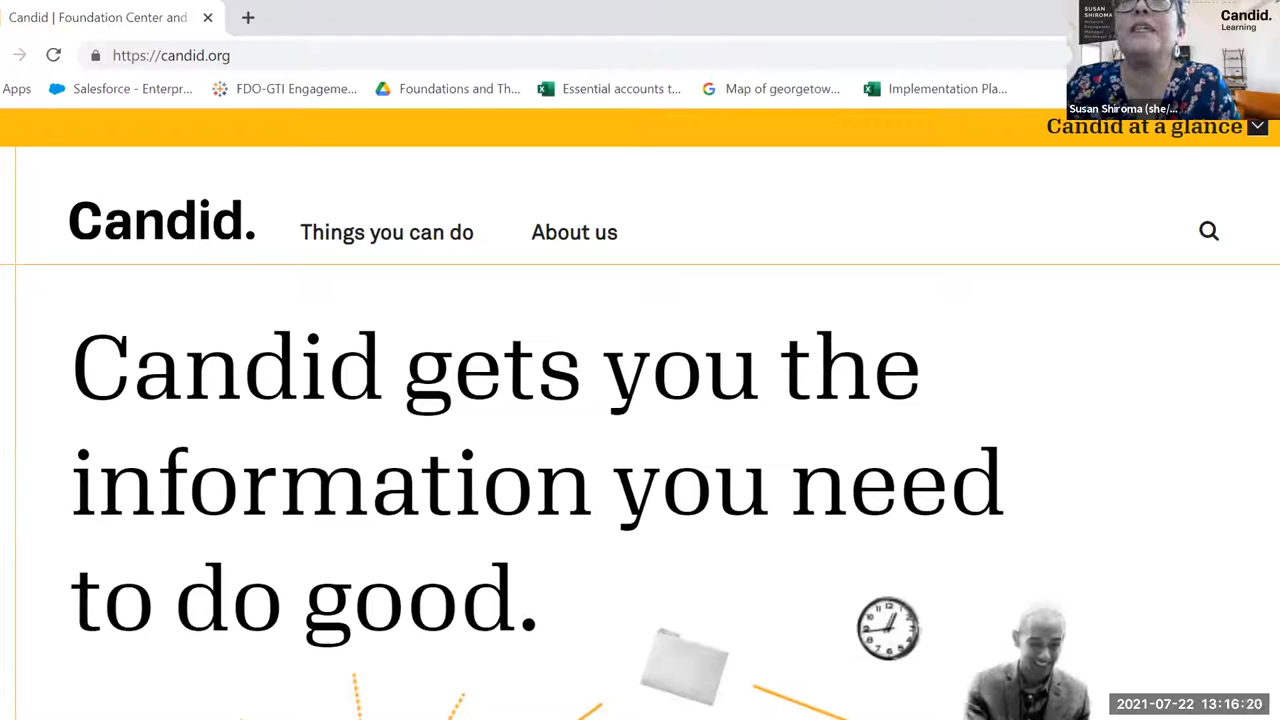 Candid | Foundation Center and
https://candid.org
Apps
Salesforce - Enterpr...
FDO-GTI Engageme...
Foundations and Th...
Essential accounts t...
Map of georgetow...
Implementation Pla...
SUSAN
SHIROMA
Candid.
Learning
Susan Shiroma (she/...
Candid at a glance
Candid.
Things you can do
About us
Candid gets you the
information you need
to do good.
2021-07-22 13:16:20